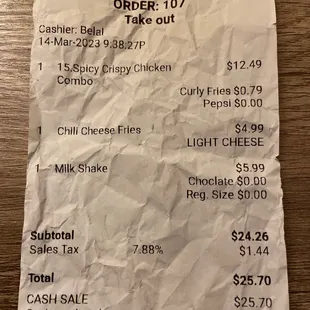 ORDER: 107
Take out
Cashier: Belal
14-Mar-2023 9:38:27P
1 15.Spicy Crispy Chicken Combo $12.49
Curly Fries $0.79
Pepsi $0.00
1 Chili Cheese Fries $4.99
LIGHT CHEESE
1 Milk Shake $5.99
Choclate $0.00
Reg. Size $0.00
Subtotal $24.26
Sales Tax 7.88% $1.44
Total $25.70
CASH SALE $25.70